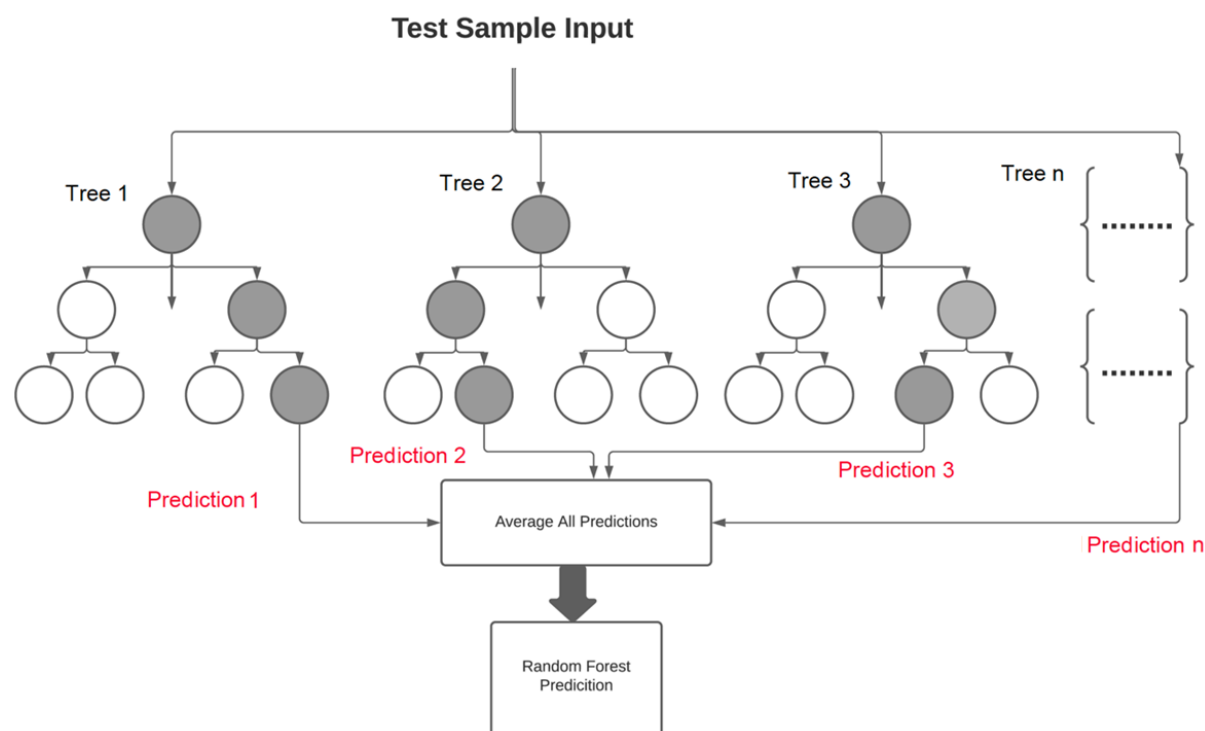 Test Sample Input
Tree 1
Tree 2
Tree 3
Tree n
........
........
Prediction 1
Prediction 2
Prediction 3
Prediction n
Average All Predictions
Random Forest
Predicition